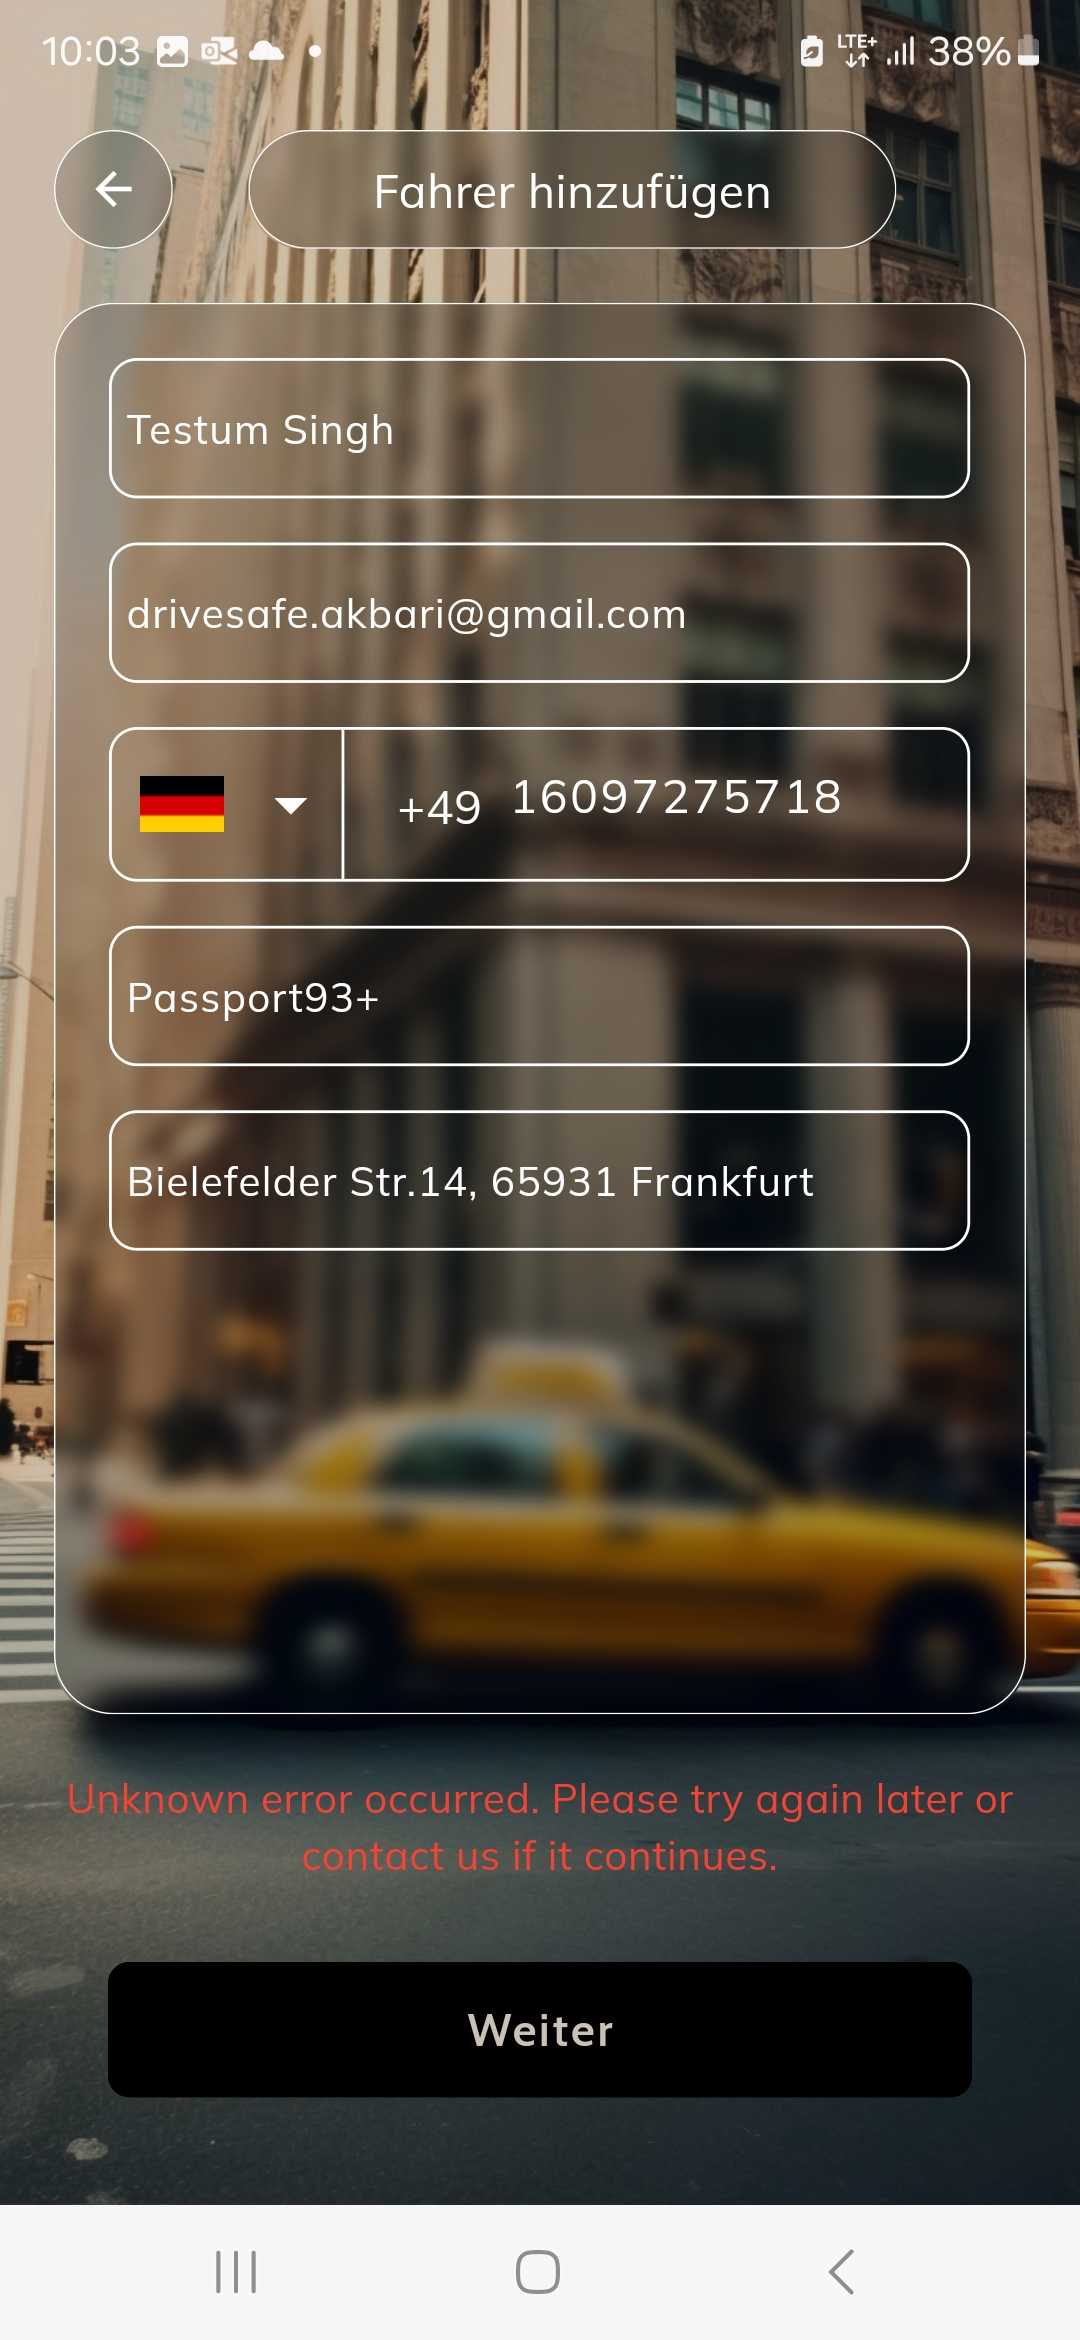 10:03 LTE+ 38%
Fahrer hinzufügen
Testum Singh
drivesafe.akbari@gmail.com
+49 16097275718
Passport93+
Bielefelder Str.14, 65931 Frankfurt
Unknown error occurred. Please try again later or
contact us if it continues.
Weiter